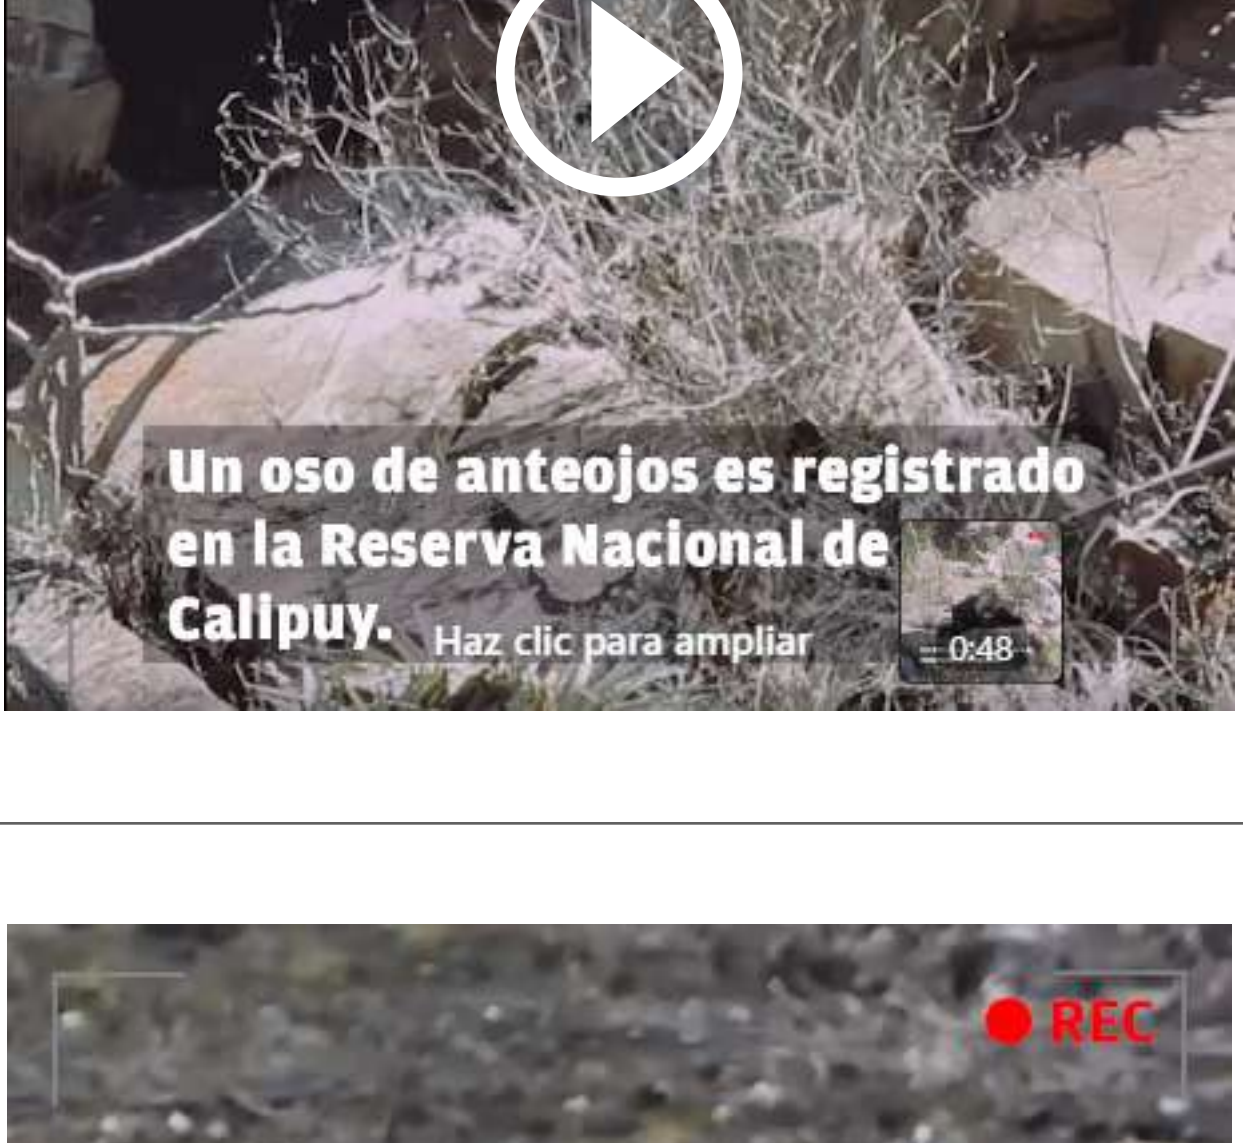 Un oso de anteojos es registrado
en la Reserva Nacional de
Calipuy.
Haz clic para ampliar
0:48
REC